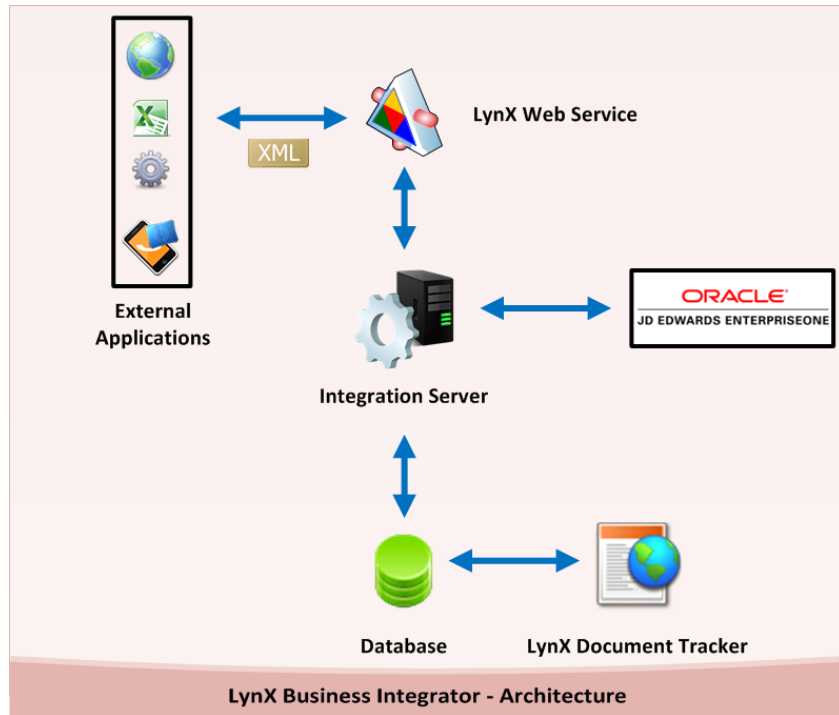 LynX Web Service
XML
External
Applications
ORACLE®
JD EDWARDS ENTERPRISEONE
Integration Server
Database
LynX Document Tracker
LynX Business Integrator - Architecture